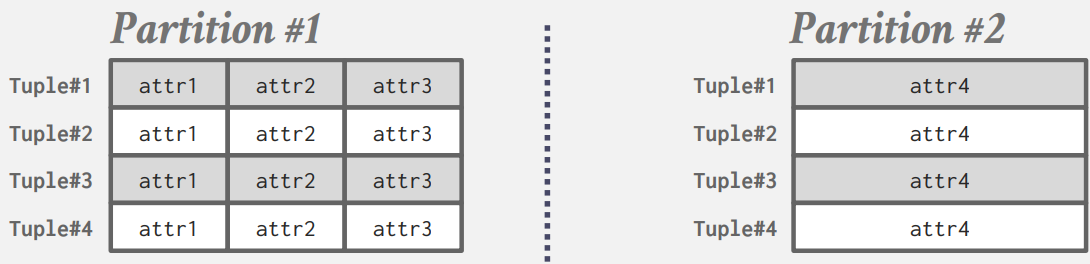 Partition #1
Tuple#1 attr1 attr2 attr3
Tuple#2 attr1 attr2 attr3
Tuple#3 attr1 attr2 attr3
Tuple#4 attr1 attr2 attr3
Partition #2
Tuple#1 attr4
Tuple#2 attr4
Tuple#3 attr4
Tuple#4 attr4